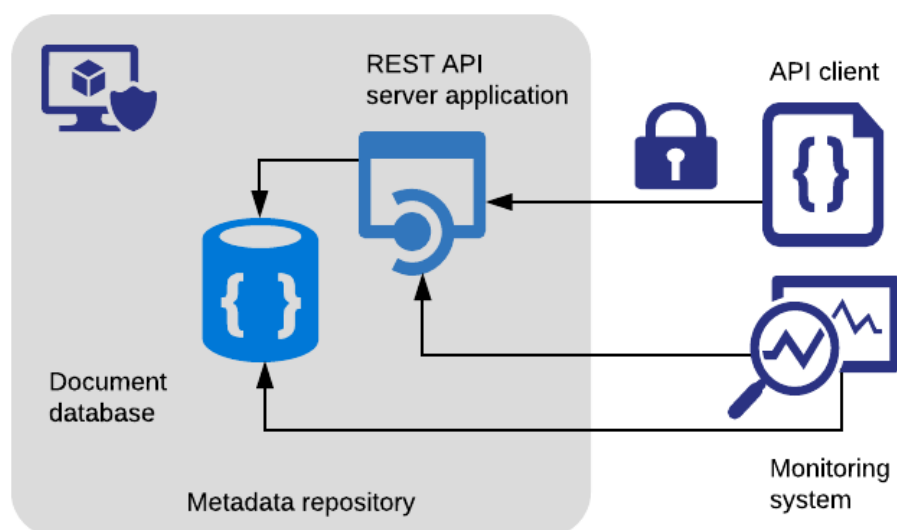 REST API
server application
API client
{ }
{ }
Document
database
Monitoring
system
Metadata repository